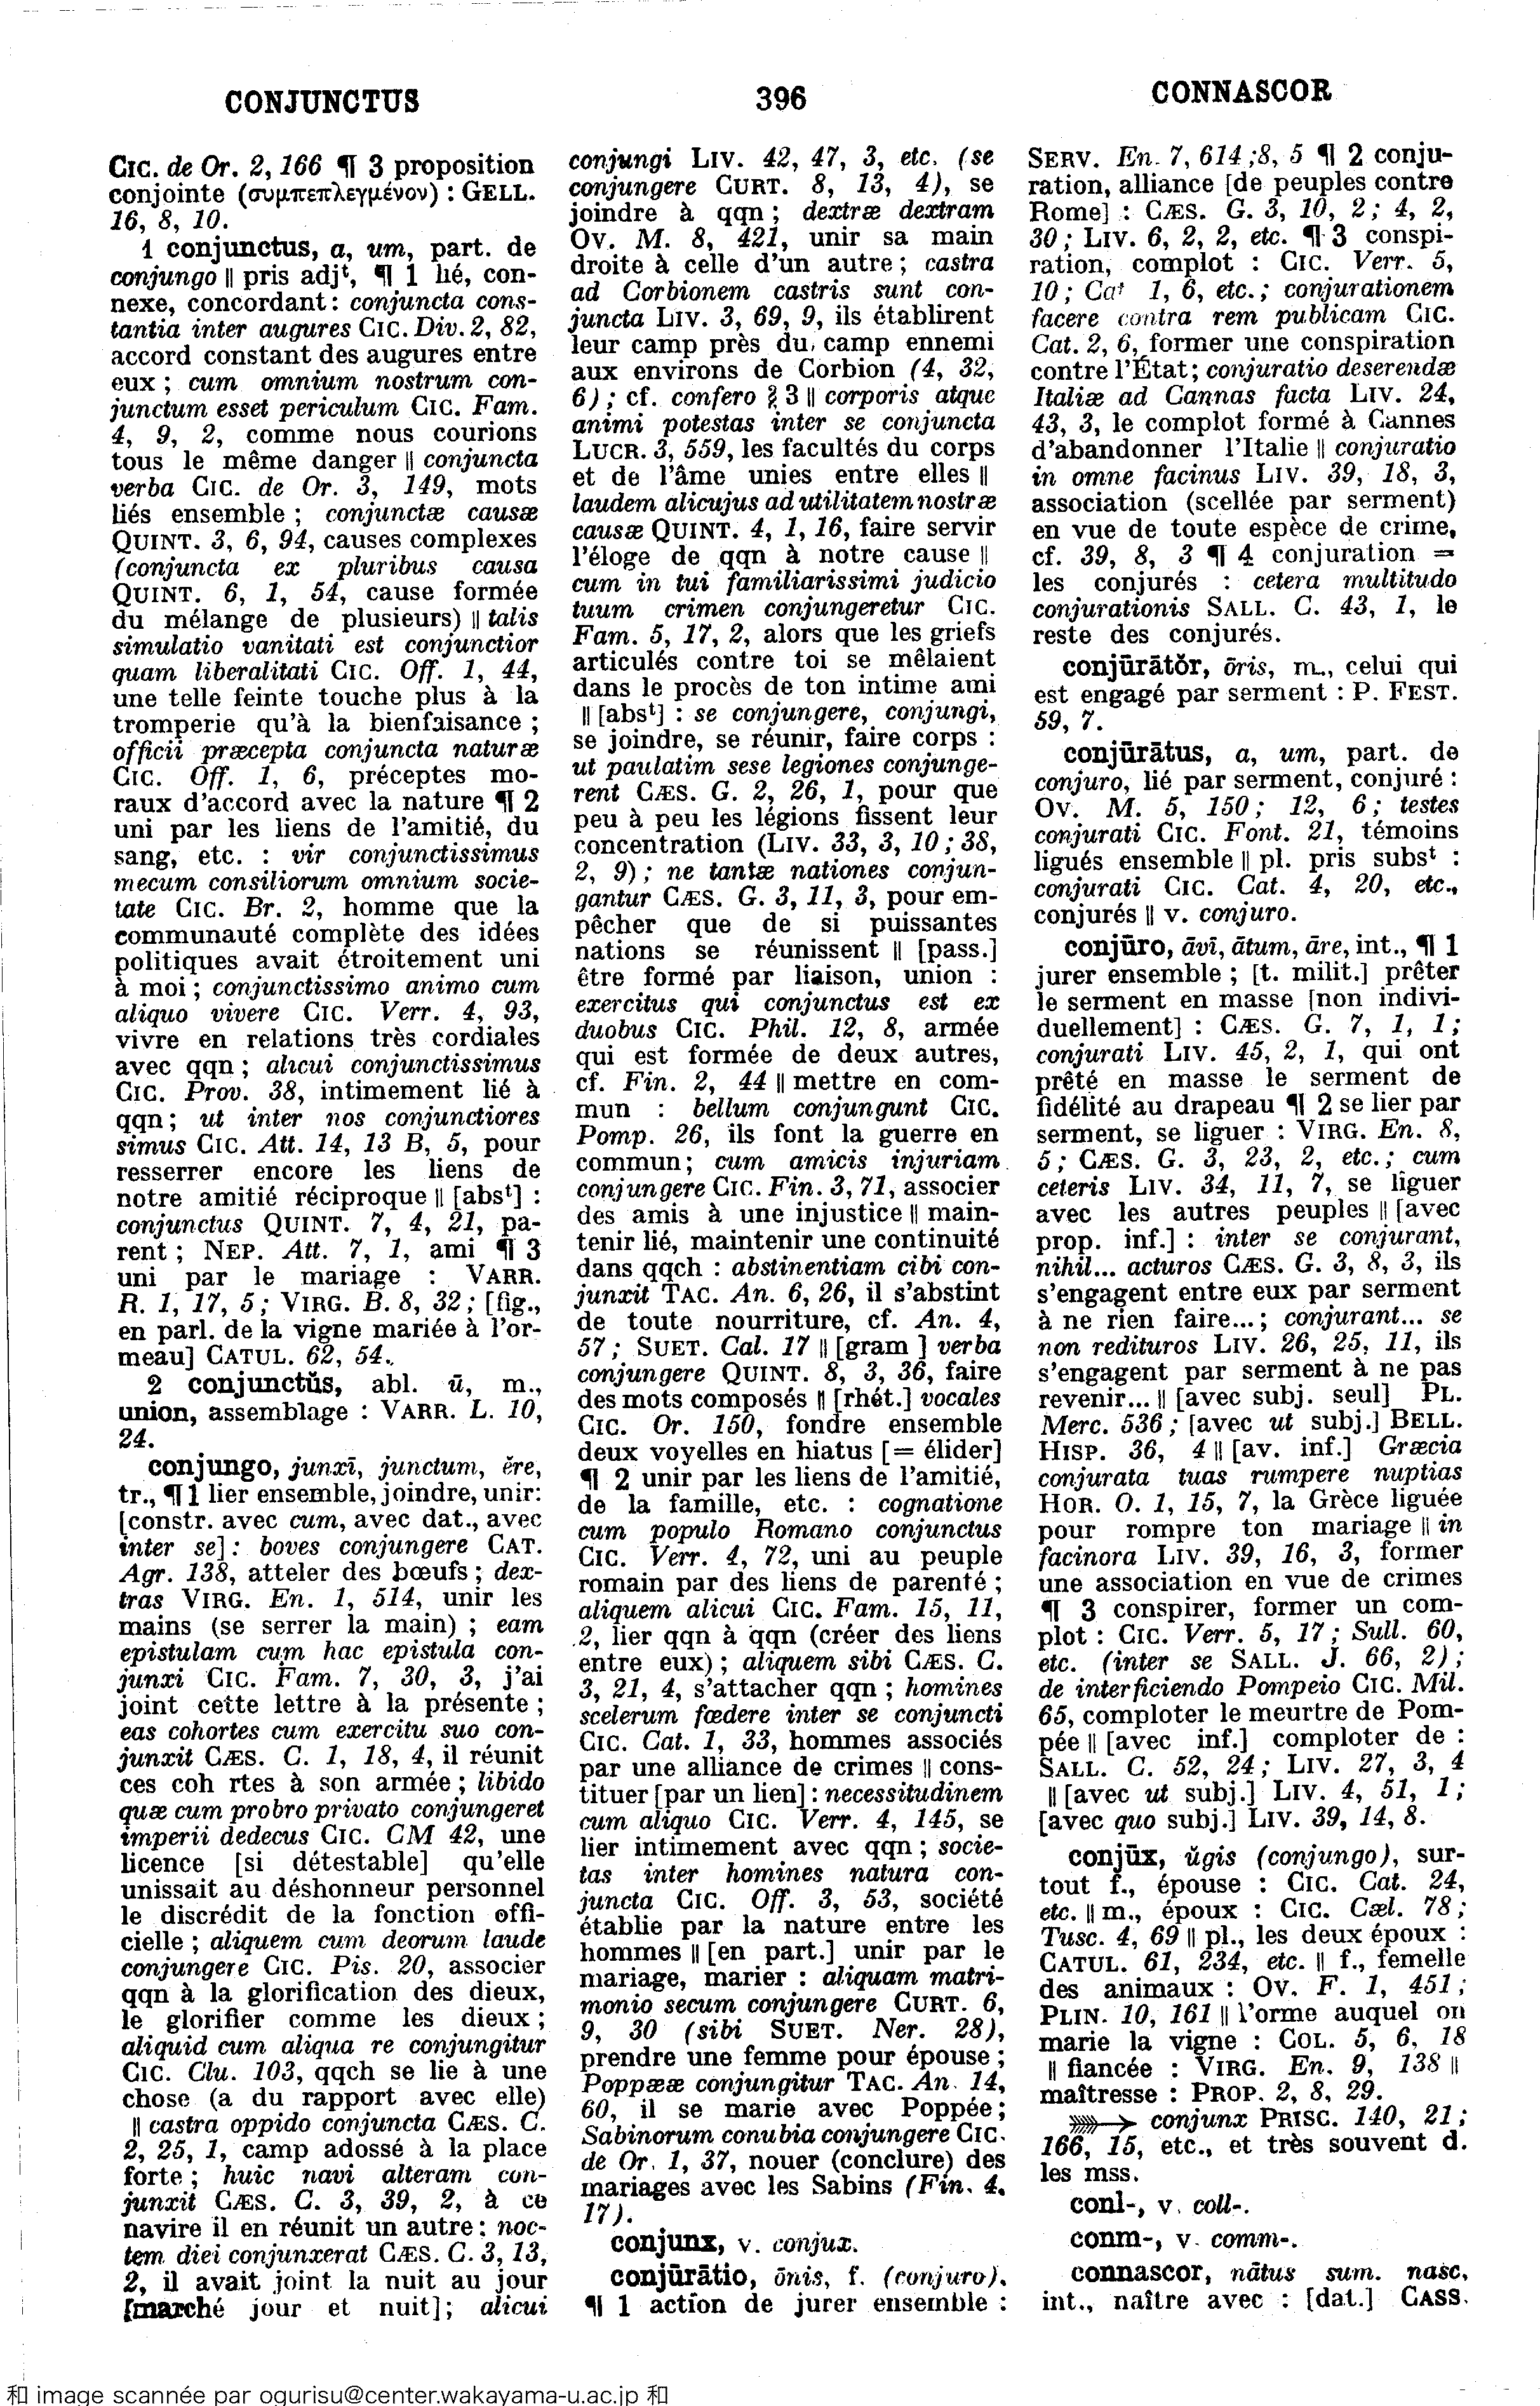 CONJUNCTUS
396
CONNASCOR
CIC. de Or. 2, 166 ¶ 3 proposition
conjointe (συμπεπλεγμένον) : GELL.
16, 8, 10.
1 conjunctus, a, um, part. de
conjungo || pris adjᵗ, ¶ 1 lié, con-
nexe, concordant : conjuncta cons-
tantia inter augures CIC. Div. 2, 82,
accord constant des augures entre
eux ; cum omnium nostrum con-
junctum esset periculum CIC. Fam.
4, 9, 2, comme nous courions
tous le même danger || conjuncta
verba CIC. de Or. 3, 149, mots
liés ensemble ; conjunctæ causæ
QUINT. 3, 6, 94, causes complexes
(conjuncta ex pluribus causa
QUINT. 6, 1, 54, cause formée
du mélange de plusieurs) || talis
simulatio vanitati est conjunctior
quam liberalitati CIC. Off. 1, 44,
une telle feinte touche plus à la
tromperie qu'à la bienfaisance ;
officii præcepta conjuncta naturæ
CIC. Off. 1, 6, préceptes mo-
raux d'accord avec la nature ¶ 2
uni par les liens de l'amitié, du
sang, etc. : vir conjunctissimus
mecum consiliorum omnium socie-
tate CIC. Br. 2, homme que la
communauté complète des idées
politiques avait étroitement uni
à moi ; conjunctissimo animo cum
aliquo vivere CIC. Verr. 4, 93,
vivre en relations très cordiales
avec qqn ; alicui conjunctissimus
CIC. Prov. 38, intimement lié à
qqn ; ut inter nos conjunctiores
simus CIC. Att. 14, 13 B, 5, pour
resserrer encore les liens de
notre amitié réciproque || [absᵗ] :
conjunctus QUINT. 7, 4, 21, pa-
rent ; NEP. Att. 7, 1, ami ¶ 3
uni par le mariage : VARR.
R. 1, 17, 5 ; VIRG. B. 8, 32 ; [fig.,
en parl. de la vigne mariée à l'or-
meau] CATUL. 62, 54.
2 conjunctŭs, abl. ū, m.,
union, assemblage : VARR. L. 10,
24.
conjungo, junxī, junctum, ĕre,
tr., ¶ 1 lier ensemble, joindre, unir :
[constr. avec cum, avec dat., avec
inter se] : boves conjungere CAT.
Agr. 138, atteler des bœufs ; dex-
tras VIRG. En. 1, 514, unir les
mains (se serrer la main) ; eam
epistulam cum hac epistula con-
junxi CIC. Fam. 7, 30, 3, j'ai
joint cette lettre à la présente ;
eas cohortes cum exercitu suo con-
junxit CÆS. C. 1, 18, 4, il réunit
ces coh rtes à son armée ; libido
quæ cum probro privato conjungeret
imperii dedecus CIC. CM 42, une
licence [si détestable] qu'elle
unissait au déshonneur personnel
le discrédit de la fonction offi-
cielle ; aliquem cum deorum laude
conjungere CIC. Pis. 20, associer
qqn à la glorification des dieux,
le glorifier comme les dieux ;
aliquid cum aliqua re conjungitur
CIC. Clu. 103, qqch se lie à une
chose (a du rapport avec elle)
|| castra oppido conjuncta CÆS. C.
2, 25, 1, camp adossé à la place
forte ; huic navi alteram con-
junxit CÆS. C. 3, 39, 2, à ce
navire il en réunit un autre ; noc-
tem diei conjunxerat CÆS. C. 3, 13,
2, il avait joint la nuit au jour
[marché jour et nuit] ; alicui
conjungi LIV. 42, 47, 3, etc. (se
conjungere CURT. 8, 13, 4), se
joindre à qqn ; dextræ dextram
OV. M. 8, 421, unir sa main
droite à celle d'un autre ; castra
ad Corbionem castris sunt con-
juncta LIV. 3, 69, 9, ils établirent
leur camp près du camp ennemi
aux environs de Corbion (4, 32,
6) ; cf. confero § 3 || corporis atque
animi potestas inter se conjuncta
LUCR. 3, 559, les facultés du corps
et de l'âme unies entre elles ||
laudem alicujus ad utilitatem nostræ
causæ QUINT. 4, 1, 16, faire servir
l'éloge de qqn à notre cause ||
cum in tui familiarissimi judicio
tuum crimen conjungeretur CIC.
Fam. 5, 17, 2, alors que les griefs
articulés contre toi se mêlaient
dans le procès de ton intime ami
|| [absᵗ] : se conjungere, conjungi,
se joindre, se réunir, faire corps :
ut paulatim sese legiones conjunge-
rent CÆS. G. 2, 26, 1, pour que
peu à peu les légions fissent leur
concentration (LIV. 33, 3, 10 ; 38,
2, 9) ; ne tantæ nationes conjun-
gantur CÆS. G. 3, 11, 3, pour em-
pêcher que de si puissantes
nations se réunissent || [pass.]
être formé par liaison, union :
exercitus qui conjunctus est ex
duobus CIC. Phil. 12, 8, armée
qui est formée de deux autres,
cf. Fin. 2, 44 || mettre en com-
mun : bellum conjungunt CIC.
Pomp. 26, ils font la guerre en
commun ; cum amicis injuriam
conjungere CIC. Fin. 3, 71, associer
des amis à une injustice || main-
tenir lié, maintenir une continuité
dans qqch : abstinentiam cibi con-
junxit TAC. An. 6, 26, il s'abstint
de toute nourriture, cf. An. 4,
57 ; SUET. Cal. 17 || [gram ] verba
conjungere QUINT. 8, 3, 36, faire
des mots composés || [rhét.] vocales
CIC. Or. 150, fondre ensemble
deux voyelles en hiatus [= élider]
¶ 2 unir par les liens de l'amitié,
de la famille, etc. : cognatione
cum populo Romano conjunctus
CIC. Verr. 4, 72, uni au peuple
romain par des liens de parenté ;
aliquem alicui CIC. Fam. 15, 11,
2, lier qqn à qqn (créer des liens
entre eux) ; aliquem sibi CÆS. C.
3, 21, 4, s'attacher qqn ; homines
scelerum fœdere inter se conjuncti
CIC. Cat. 1, 33, hommes associés
par une alliance de crimes || cons-
tituer [par un lien] : necessitudinem
cum aliquo CIC. Verr. 4, 145, se
lier intimement avec qqn ; socie-
tas inter homines natura con-
juncta CIC. Off. 3, 53, société
établie par la nature entre les
hommes || [en part.] unir par le
mariage, marier : aliquam matri-
monio secum conjungere CURT. 6,
9, 30 (sibi SUET. Ner. 28),
prendre une femme pour épouse ;
Poppææ conjungitur TAC. An. 14,
60, il se marie avec Poppée ;
Sabinorum conubia conjungere CIC.
de Or. 1, 37, nouer (conclure) des
mariages avec les Sabins (Fin. 4,
17).
conjunx, v. conjux.
conjūrātio, ōnis, f. (conjuro),
¶ 1 action de jurer ensemble :
SERV. En. 7, 614 ; 8, 5 ¶ 2 conju-
ration, alliance [de peuples contre
Rome] : CÆS. G. 3, 10, 2 ; 4, 2,
30 ; LIV. 6, 2, 2, etc. ¶ 3 conspi-
ration, complot : CIC. Verr. 5,
10 ; Cat 1, 6, etc. ; conjurationem
facere contra rem publicam CIC.
Cat. 2, 6, former une conspiration
contre l'État ; conjuratio deserendæ
Italiæ ad Cannas facta LIV. 24,
43, 3, le complot formé à Cannes
d'abandonner l'Italie || conjuratio
in omne facinus LIV. 39, 18, 3,
association (scellée par serment)
en vue de toute espèce de crime,
cf. 39, 8, 3 ¶ 4 conjuration =
les conjurés : cetera multitudo
conjurationis SALL. C. 43, 1, le
reste des conjurés.
conjūrātŏr, ōris, m., celui qui
est engagé par serment : P. FEST.
59, 7.
conjūrātus, a, um, part. de
conjuro, lié par serment, conjuré :
OV. M. 5, 150 ; 12, 6 ; testes
conjurati CIC. Font. 21, témoins
ligués ensemble || pl. pris subsᵗ :
conjurati CIC. Cat. 4, 20, etc.,
conjurés || v. conjuro.
conjūro, āvī, ātum, āre, int., ¶ 1
jurer ensemble ; [t. milit.] prêter
le serment en masse [non indivi-
duellement] : CÆS. G. 7, 1, 1 ;
conjurati LIV. 45, 2, 1, qui ont
prêté en masse le serment de
fidélité au drapeau ¶ 2 se lier par
serment, se liguer : VIRG. En. 8,
5 ; CÆS. G. 3, 23, 2, etc. ; cum
ceteris LIV. 34, 11, 7, se liguer
avec les autres peuples || [avec
prop. inf.] : inter se conjurant,
nihil... acturos CÆS. G. 3, 8, 3, ils
s'engagent entre eux par serment
à ne rien faire... ; conjurant... se
non redituros LIV. 26, 25, 11, ils
s'engagent par serment à ne pas
revenir... || [avec subj. seul] PL.
Merc. 536 ; [avec ut subj.] BELL.
HISP. 36, 4 || [av. inf.] Græcia
conjurata tuas rumpere nuptias
HOR. O. 1, 15, 7, la Grèce liguée
pour rompre ton mariage || in
facinora LIV. 39, 16, 3, former
une association en vue de crimes
¶ 3 conspirer, former un com-
plot : CIC. Verr. 5, 17 ; Sull. 60,
etc. (inter se SALL. J. 66, 2) ;
de interficiendo Pompeio CIC. Mil.
65, comploter le meurtre de Pom-
pée || [avec inf.] comploter de :
SALL. C. 52, 24 ; LIV. 27, 3, 4
|| [avec ut subj.] LIV. 4, 51, 1 ;
[avec quo subj.] LIV. 39, 14, 8.
conjūx, ŭgis (conjungo), sur-
tout f., épouse : CIC. Cat. 24,
etc. || m., époux : CIC. Cæl. 78 ;
Tusc. 4, 69 || pl., les deux époux :
CATUL. 61, 234, etc. || f., femelle
des animaux : OV. F. 1, 451 ;
PLIN. 10, 161 || l'orme auquel on
marie la vigne : COL. 5, 6, 18
|| fiancée : VIRG. En. 9, 138 ||
maîtresse : PROP. 2, 8, 29.
conjunx PRISC. 140, 21 ;
166, 15, etc., et très souvent d.
les mss.
conl-, v. coll-.
conm-, v. comm-.
connascor, nātus sum. nasc,
int., naître avec : [dat.] CASS.
和 image scannée par ogurisu@center.wakayama-u.ac.jp 和